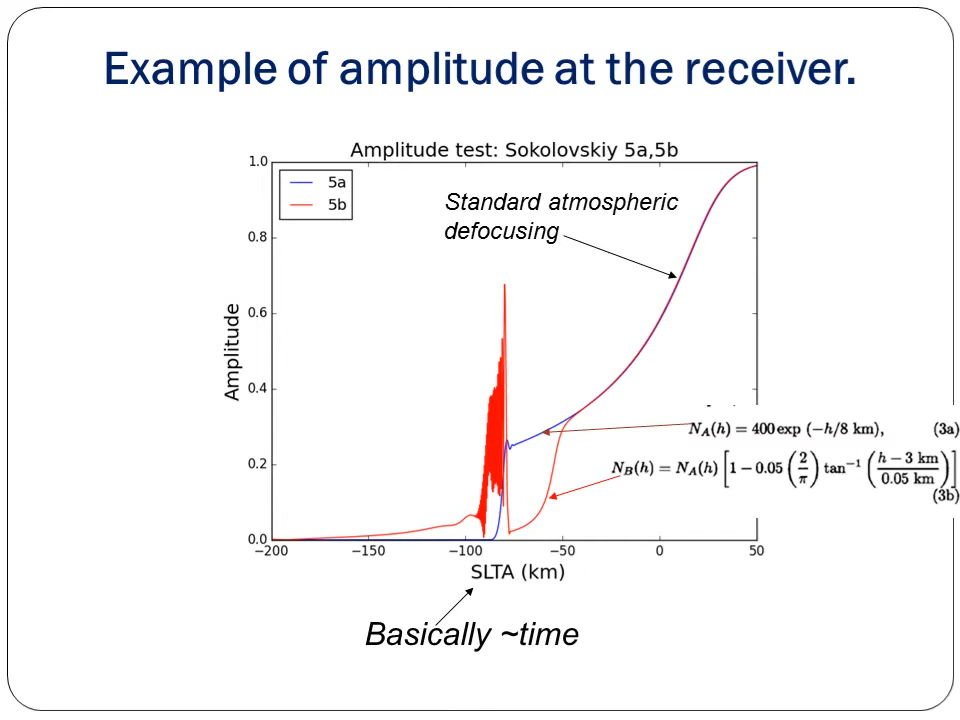 Example of amplitude at the receiver.
Amplitude test: Sokolovskiy 5a,5b
1.0
0.8
0.6
0.4
0.2
0.0
Amplitude
5a
5b
Standard atmospheric
defocusing
N_A(h) = 400 exp (−h/8 km), (3a)
N_B(h) = N_A(h) [1 − 0.05 (2/π) tan⁻¹ (h − 3 km / 0.05 km)]
(3b)
−200 −150 −100 −50 0 50
SLTA (km)
Basically ~time